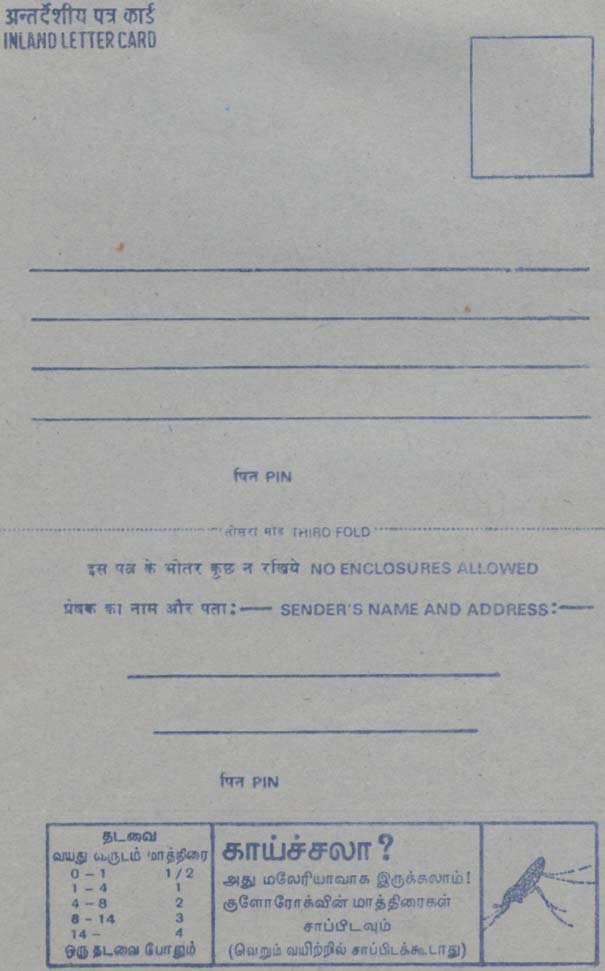 अन्तर्देशीय पत्र कार्ड
INLAND LETTER CARD
पिन PIN
तीसरा मोड़ THIRD FOLD
इस पत्र के भीतर कुछ न रखिये NO ENCLOSURES ALLOWED
प्रेषक का नाम और पता:— SENDER'S NAME AND ADDRESS:—
पिन PIN
தடவை
வயது வருடம் மாத்திரை
0 – 1 1/2
1 – 4 1
4 – 8 2
8 – 14 3
14 – 4
ஒரு தடவை போதும்
காய்ச்சலா?
அது மலேரியாவாக இருக்கலாம்!
குளோரோக்வின் மாத்திரைகள்
சாப்பிடவும்
(வெறும் வயிற்றில் சாப்பிடக்கூடாது)